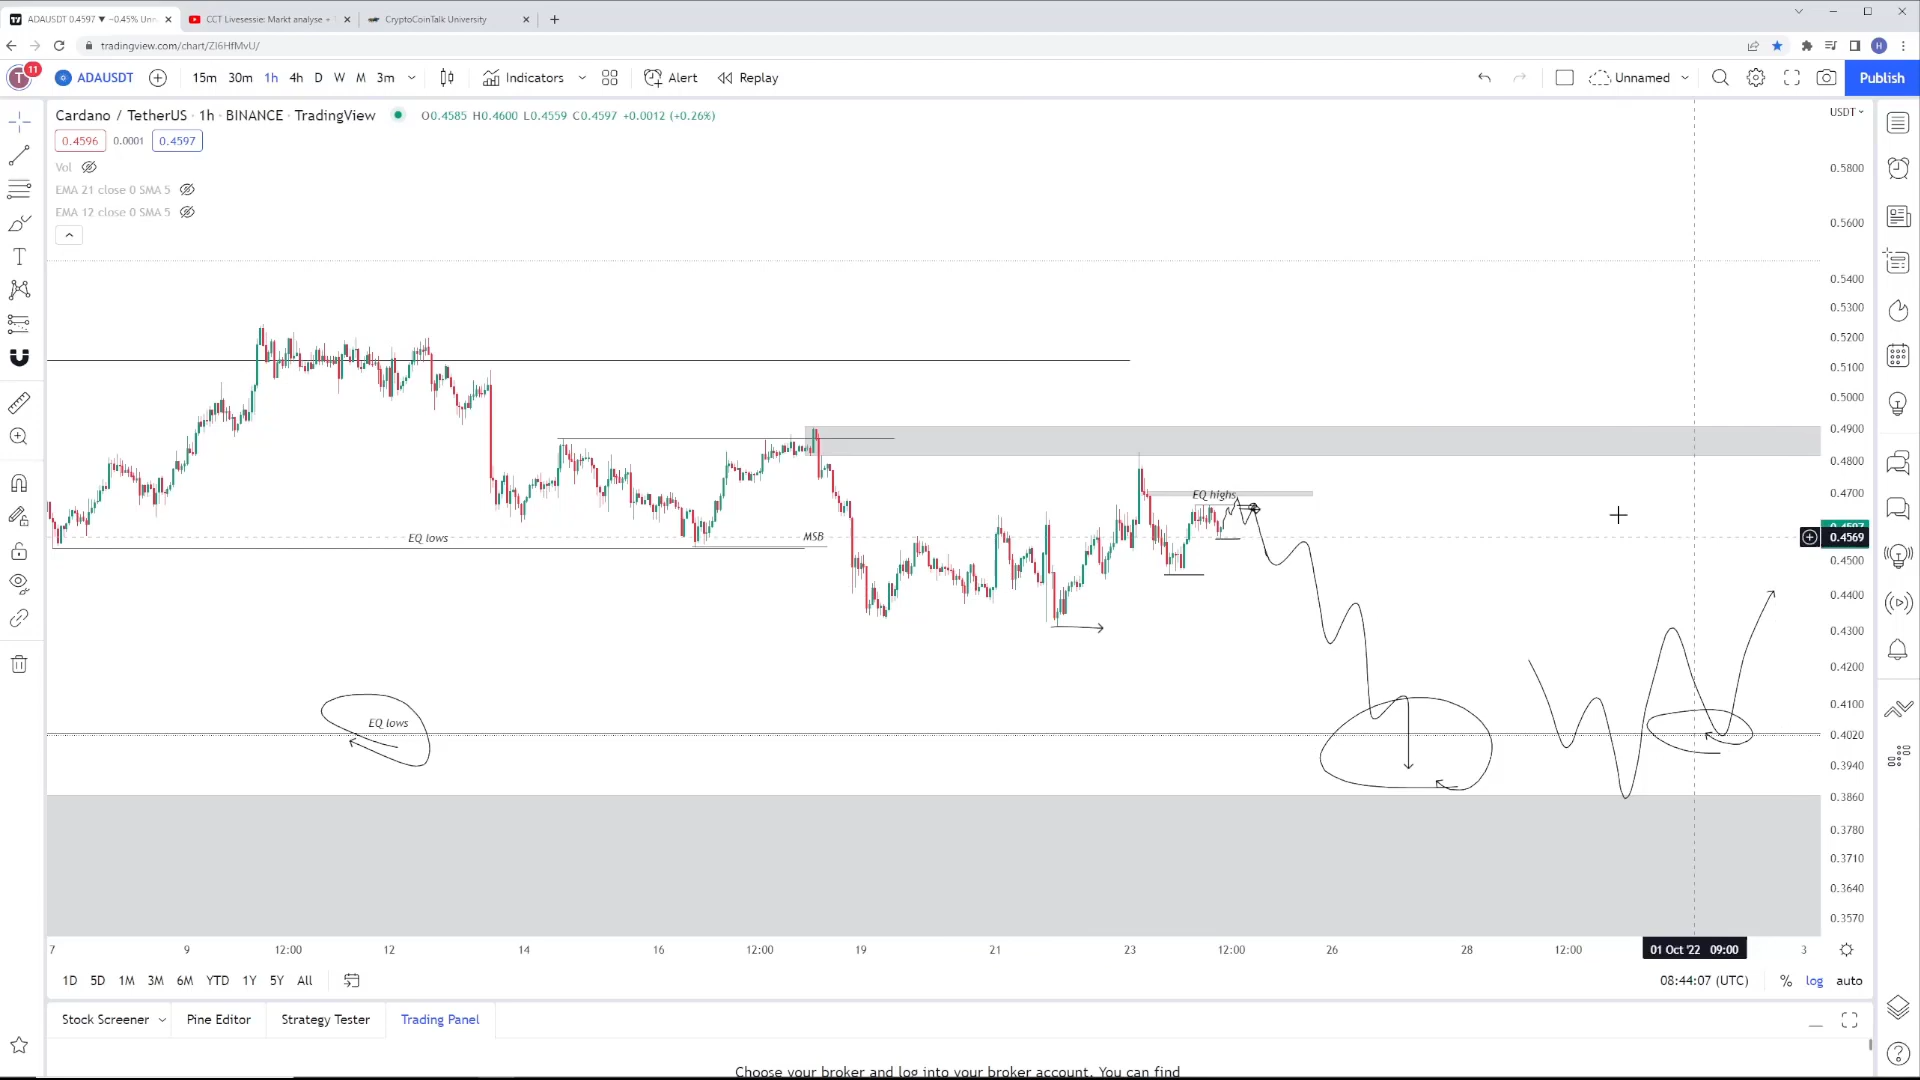 ADAUSDT 0.4597 ▼ −0.45% Unn
CCT Livesessie: Markt analyse +
CryptoCoinTalk University
tradingview.com/chart/ZI6HfMvU/
H
T 11
ADAUSDT
15m 30m 1h 4h D W M 3m
Indicators
Alert
Replay
Unnamed
Publish
Cardano / TetherUS · 1h · BINANCE · TradingView
O0.4585 H0.4600 L0.4559 C0.4597 +0.0012 (+0.26%)
USDT
0.4596 0.0001 0.4597
Vol
EMA 21 close 0 SMA 5
EMA 12 close 0 SMA 5
0.5800
0.5600
0.5400
0.5300
0.5200
0.5100
0.5000
0.4900
0.4800
0.4700
EQ highs
0.4597
EQ lows
MSB
0.4569
0.4500
0.4400
0.4300
0.4200
0.4100
EQ lows
0.4020
0.3940
0.3860
0.3780
0.3710
0.3640
0.3570
7 9 12:00 12 14 16 12:00 19 21 23 12:00 26 28 12:00 01 Oct '22 09:00 3
1D 5D 1M 3M 6M YTD 1Y 5Y All
08:44:07 (UTC) % log auto
Stock Screener Pine Editor Strategy Tester Trading Panel
Choose your broker and log into your broker account. You can find